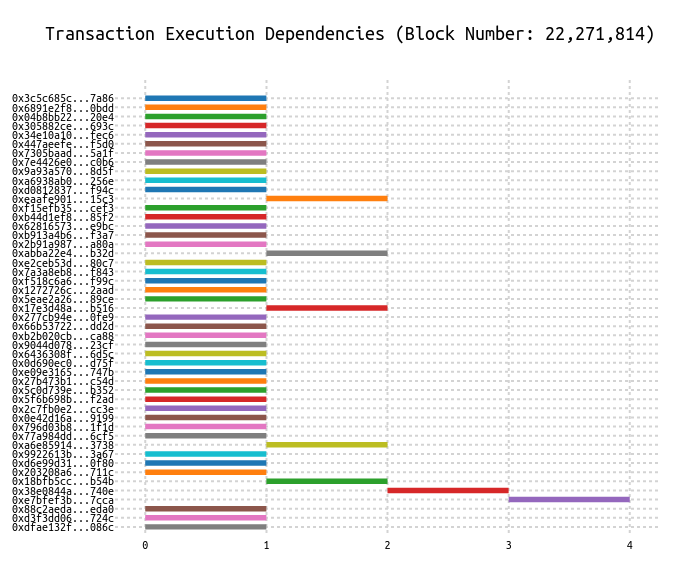 Transaction Execution Dependencies (Block Number: 22,271,814)
0x3c5c685c...7a86
0x6891e2f8...0bdd
0x04b8bb22...20e4
0x305882ce...693c
0x34e10a10...fec6
0x447aeefe...f5d0
0x7305baad...5a1f
0x7e4426e0...c0b6
0x9a93a570...8d5f
0xa6938ab0...256e
0xd0812837...f94c
0xeaafe901...15c3
0xf15efb35...cef3
0xb44d1ef8...85f2
0x62816573...e9bc
0xb913a4b6...f3a7
0x2b91a987...a80a
0xabba22e4...b32d
0xe2ceb53d...80c7
0x7a3a8eb8...f843
0xf518c6a6...f99c
0x1272726c...2aad
0x5eae2a26...89ce
0x17e3d48a...b516
0x277cb94e...0fe9
0x66b53722...dd2d
0xb2b020cb...ca88
0x9044d078...23cf
0x6436308f...6d5c
0x0d690ec0...d75f
0xe09e3165...747b
0x27b473b1...c54d
0x5c0d739e...b352
0x5f6b698b...f2ad
0x2c7fb0e2...cc3e
0x0e42d16a...9199
0x796d03b8...1f1d
0x77a984dd...6cf5
0xa6e85914...3738
0x9922613b...3a67
0xd6e99d31...0f80
0x203208a6...711c
0x18bfb5cc...b54b
0x38e0844a...740e
0xe7bfef3b...7cca
0x88c2aeda...eda0
0xd3f3dd06...724c
0xdfae132f...086c
0 1 2 3 4